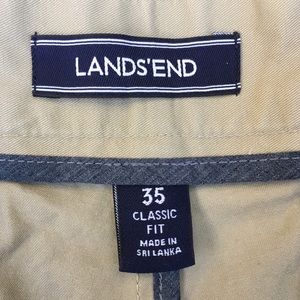 LANDS'END
35
CLASSIC
FIT
MADE IN
SRI LANKA